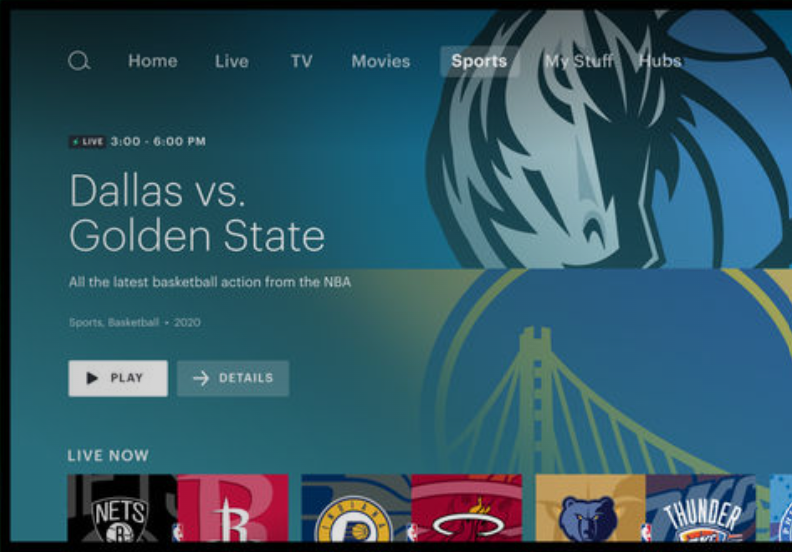 Home Live TV Movies Sports My Stuff Hubs
LIVE 3:00 - 6:00 PM
Dallas vs.
Golden State
All the latest basketball action from the NBA
Sports, Basketball • 2020
PLAY DETAILS
LIVE NOW
NETS B R INDIANA THUNDER